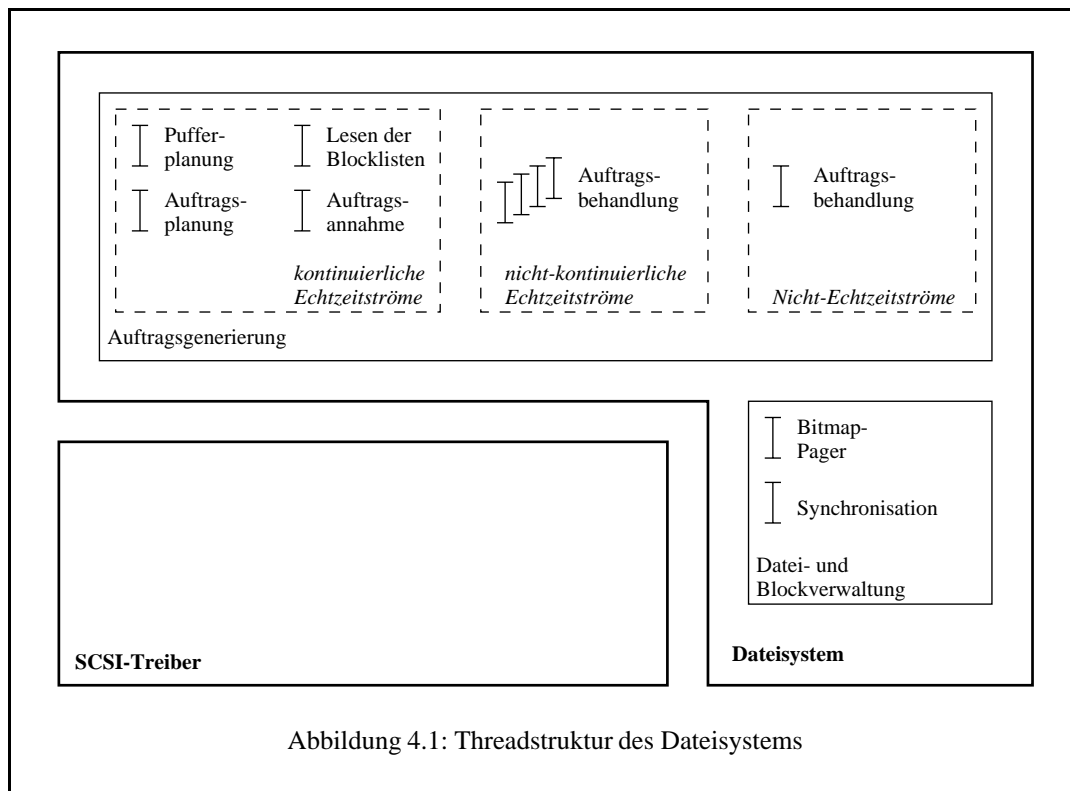 Puffer-
planung
Lesen der
Blocklisten
Auftrags-
planung
Auftrags-
annahme
kontinuierliche
Echtzeitströme
Auftrags-
behandlung
nicht-kontinuierliche
Echtzeitströme
Auftrags-
behandlung
Nicht-Echtzeitströme
Auftragsgenerierung
Bitmap-
Pager
Synchronisation
Datei- und
Blockverwaltung
SCSI-Treiber
Dateisystem
Abbildung 4.1: Threadstruktur des Dateisystems